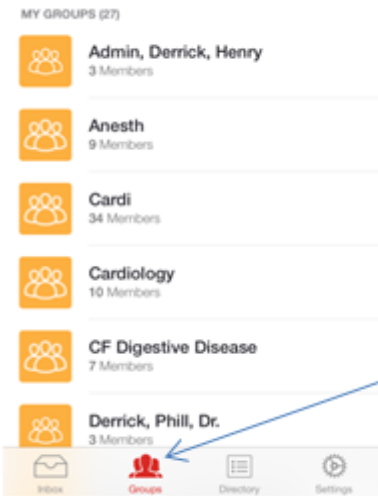 MY GROUPS (27)
Admin, Derrick, Henry
3 Members
Anesth
9 Members
Cardi
34 Members
Cardiology
10 Members
CF Digestive Disease
7 Members
Derrick, Phill, Dr.
3 Members
Inbox
Groups
Directory
Settings